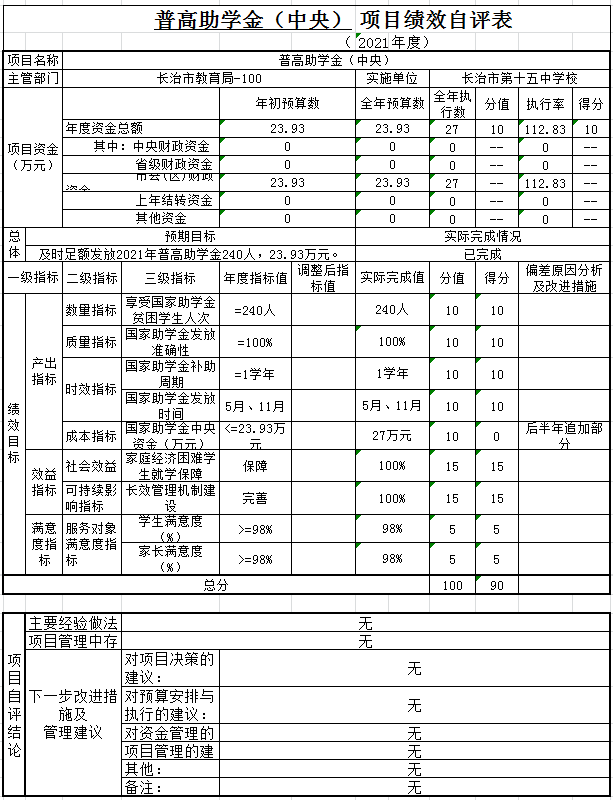 普高助学金（中央） 项目绩效自评表
（ 2021年度）
项目名称 普高助学金（中央）
主管部门 长治市教育局-100 实施单位 长治市第十五中学校
项目资金（万元） 年初预算数 全年预算数 全年执行数 分值 执行率 得分
年度资金总额 23.93 23.93 27 10 112.83 10
其中：中央财政资金 0 0 0 -- 0 --
省级财政资金 0 0 0 -- 0 --
市县(区)财政资金 23.93 23.93 27 -- 112.83 --
上年结转资金 0 0 0 -- 0 --
其他资金 0 0 0 -- 0 --
总体 预期目标 实际完成情况
及时足额发放2021年普高助学金240人，23.93万元。 已完成
一级指标 二级指标 三级指标 年度指标值 调整后指标值 实际完成值 分值 得分 偏差原因分析及改进措施
绩效目标 产出指标 数量指标 享受国家助学金贫困学生人次 =240人 240人 10 10
质量指标 国家助学金发放准确性 =100% 100% 10 10
时效指标 国家助学金补助周期 =1学年 1学年 10 10
国家助学金发放时间 5月、11月 5月、11月 10 10
成本指标 国家助学金中央资金（万元） <=23.93万元 27万元 10 0 后半年追加部分
效益指标 社会效益 家庭经济困难学生就学保障 保障 100% 15 15
可持续影响指标 长效管理机制建设 完善 100% 15 15
满意度指标 服务对象满意度指标 学生满意度（%） >=98% 98% 5 5
家长满意度（%） >=98% 98% 5 5
总分 100 90
项目自评结论 主要经验做法 无
项目管理中存 无
下一步改进措施及管理建议 对项目决策的建议： 无
对预算安排与执行的建议： 无
对资金管理的 无
项目管理的建 无
其他： 无
备注： 无